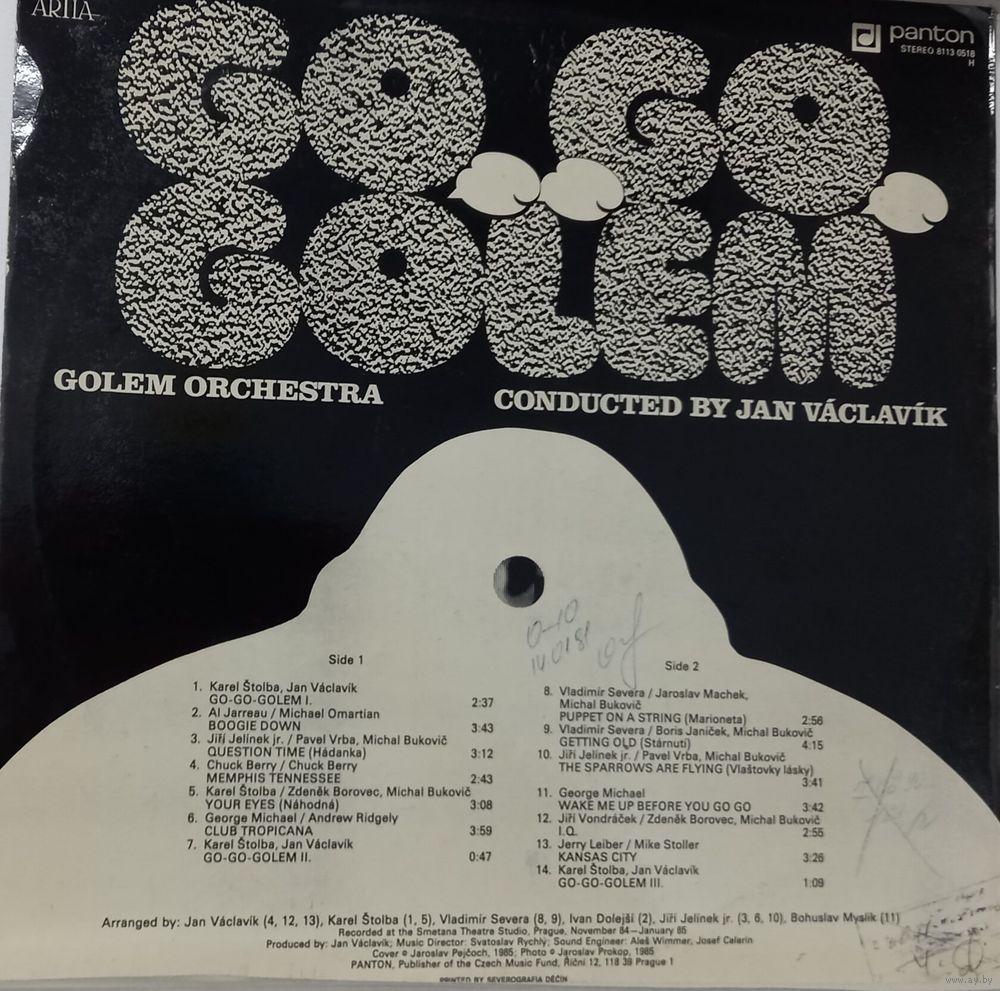 ARTIA
panton
STEREO 8113 0518
H
GO GO
GOLEM
GOLEM ORCHESTRA
CONDUCTED BY JAN VÁCLAVÍK
0-10
Side 1
1. Karel Štolba, Jan Václavík
GO-GO-GOLEM I. 2:37
2. Al Jarreau / Michael Omartian
BOOGIE DOWN 3:43
3. Jiří Jelínek jr. / Pavel Vrba, Michal Bukovič
QUESTION TIME (Hádanka) 3:12
4. Chuck Berry / Chuck Berry
MEMPHIS TENNESSEE 2:43
5. Karel Štolba / Zdeněk Borovec, Michal Bukovič
YOUR EYES (Náhodná) 3:08
6. George Michael / Andrew Ridgely
CLUB TROPICANA 3:59
7. Karel Štolba, Jan Václavík
GO-GO-GOLEM II. 0:47
Side 2
8. Vladimír Severa / Jaroslav Machek,
Michal Bukovič
PUPPET ON A STRING (Marioneta) 2:56
9. Vladimír Severa / Boris Janíček, Michal Bukovič
GETTING OLD (Stárnutí) 4:15
10. Jiří Jelínek jr. / Pavel Vrba, Michal Bukovič
THE SPARROWS ARE FLYING (Vlaštovky lásky)
3:41
11. George Michael
WAKE ME UP BEFORE YOU GO GO 3:42
12. Jiří Vondráček / Zdeněk Borovec, Michal Bukovič
I.Q. 2:55
13. Jerry Leiber / Mike Stoller
KANSAS CITY 3:26
14. Karel Štolba, Jan Václavík
GO-GO-GOLEM III. 1:09
Arranged by: Jan Václavík (4, 12, 13), Karel Štolba (1, 5), Vladimír Severa (8, 9), Ivan Dolejší (2), Jiří Jelínek jr. (3, 6, 10), Bohuslav Myslík (11)
Recorded at the Smetana Theatre Studio, Prague, November 84—January 85
Produced by: Jan Václavík; Music Director: Svatoslav Rychlý; Sound Engineer: Aleš Wimmer, Josef Calerin
Cover © Jaroslav Pejčoch, 1985; Photo © Jaroslav Prokop, 1985
PANTON, Publisher of the Czech Music Fund, Říční 12, 118 39 Prague 1
PRINTED BY SEVEROGRAFIA DĚČÍN
www.ay.by